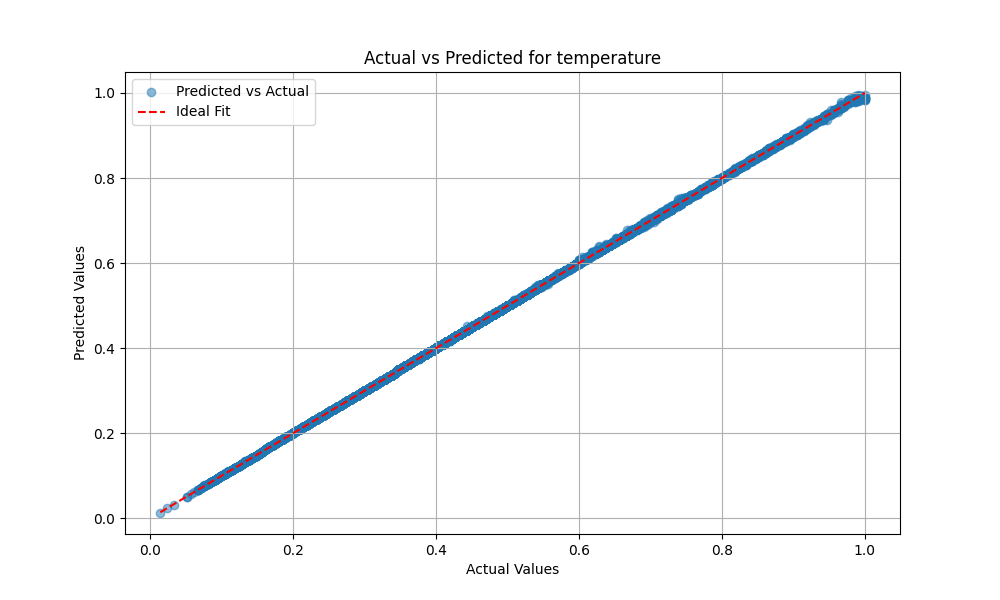 Actual vs Predicted for temperature
Predicted vs Actual
Ideal Fit
Predicted Values
1.0
0.8
0.6
0.4
0.2
0.0
0.0 0.2 0.4 0.6 0.8 1.0
Actual Values